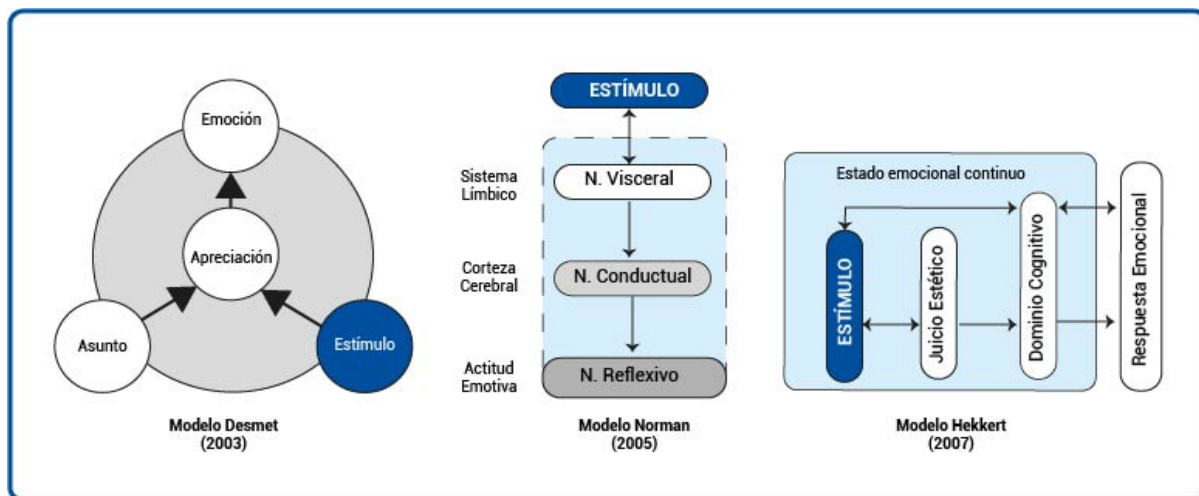 Emoción
Apreciación
Asunto
Estímulo
Modelo Desmet
(2003)
ESTÍMULO
Sistema
Límbico
N. Visceral
Corteza
Cerebral
N. Conductual
Actitud
Emotiva
N. Reflexivo
Modelo Norman
(2005)
Estado emocional continuo
ESTÍMULO
Juicio Estético
Dominio Cognitivo
Respuesta Emocional
Modelo Hekkert
(2007)